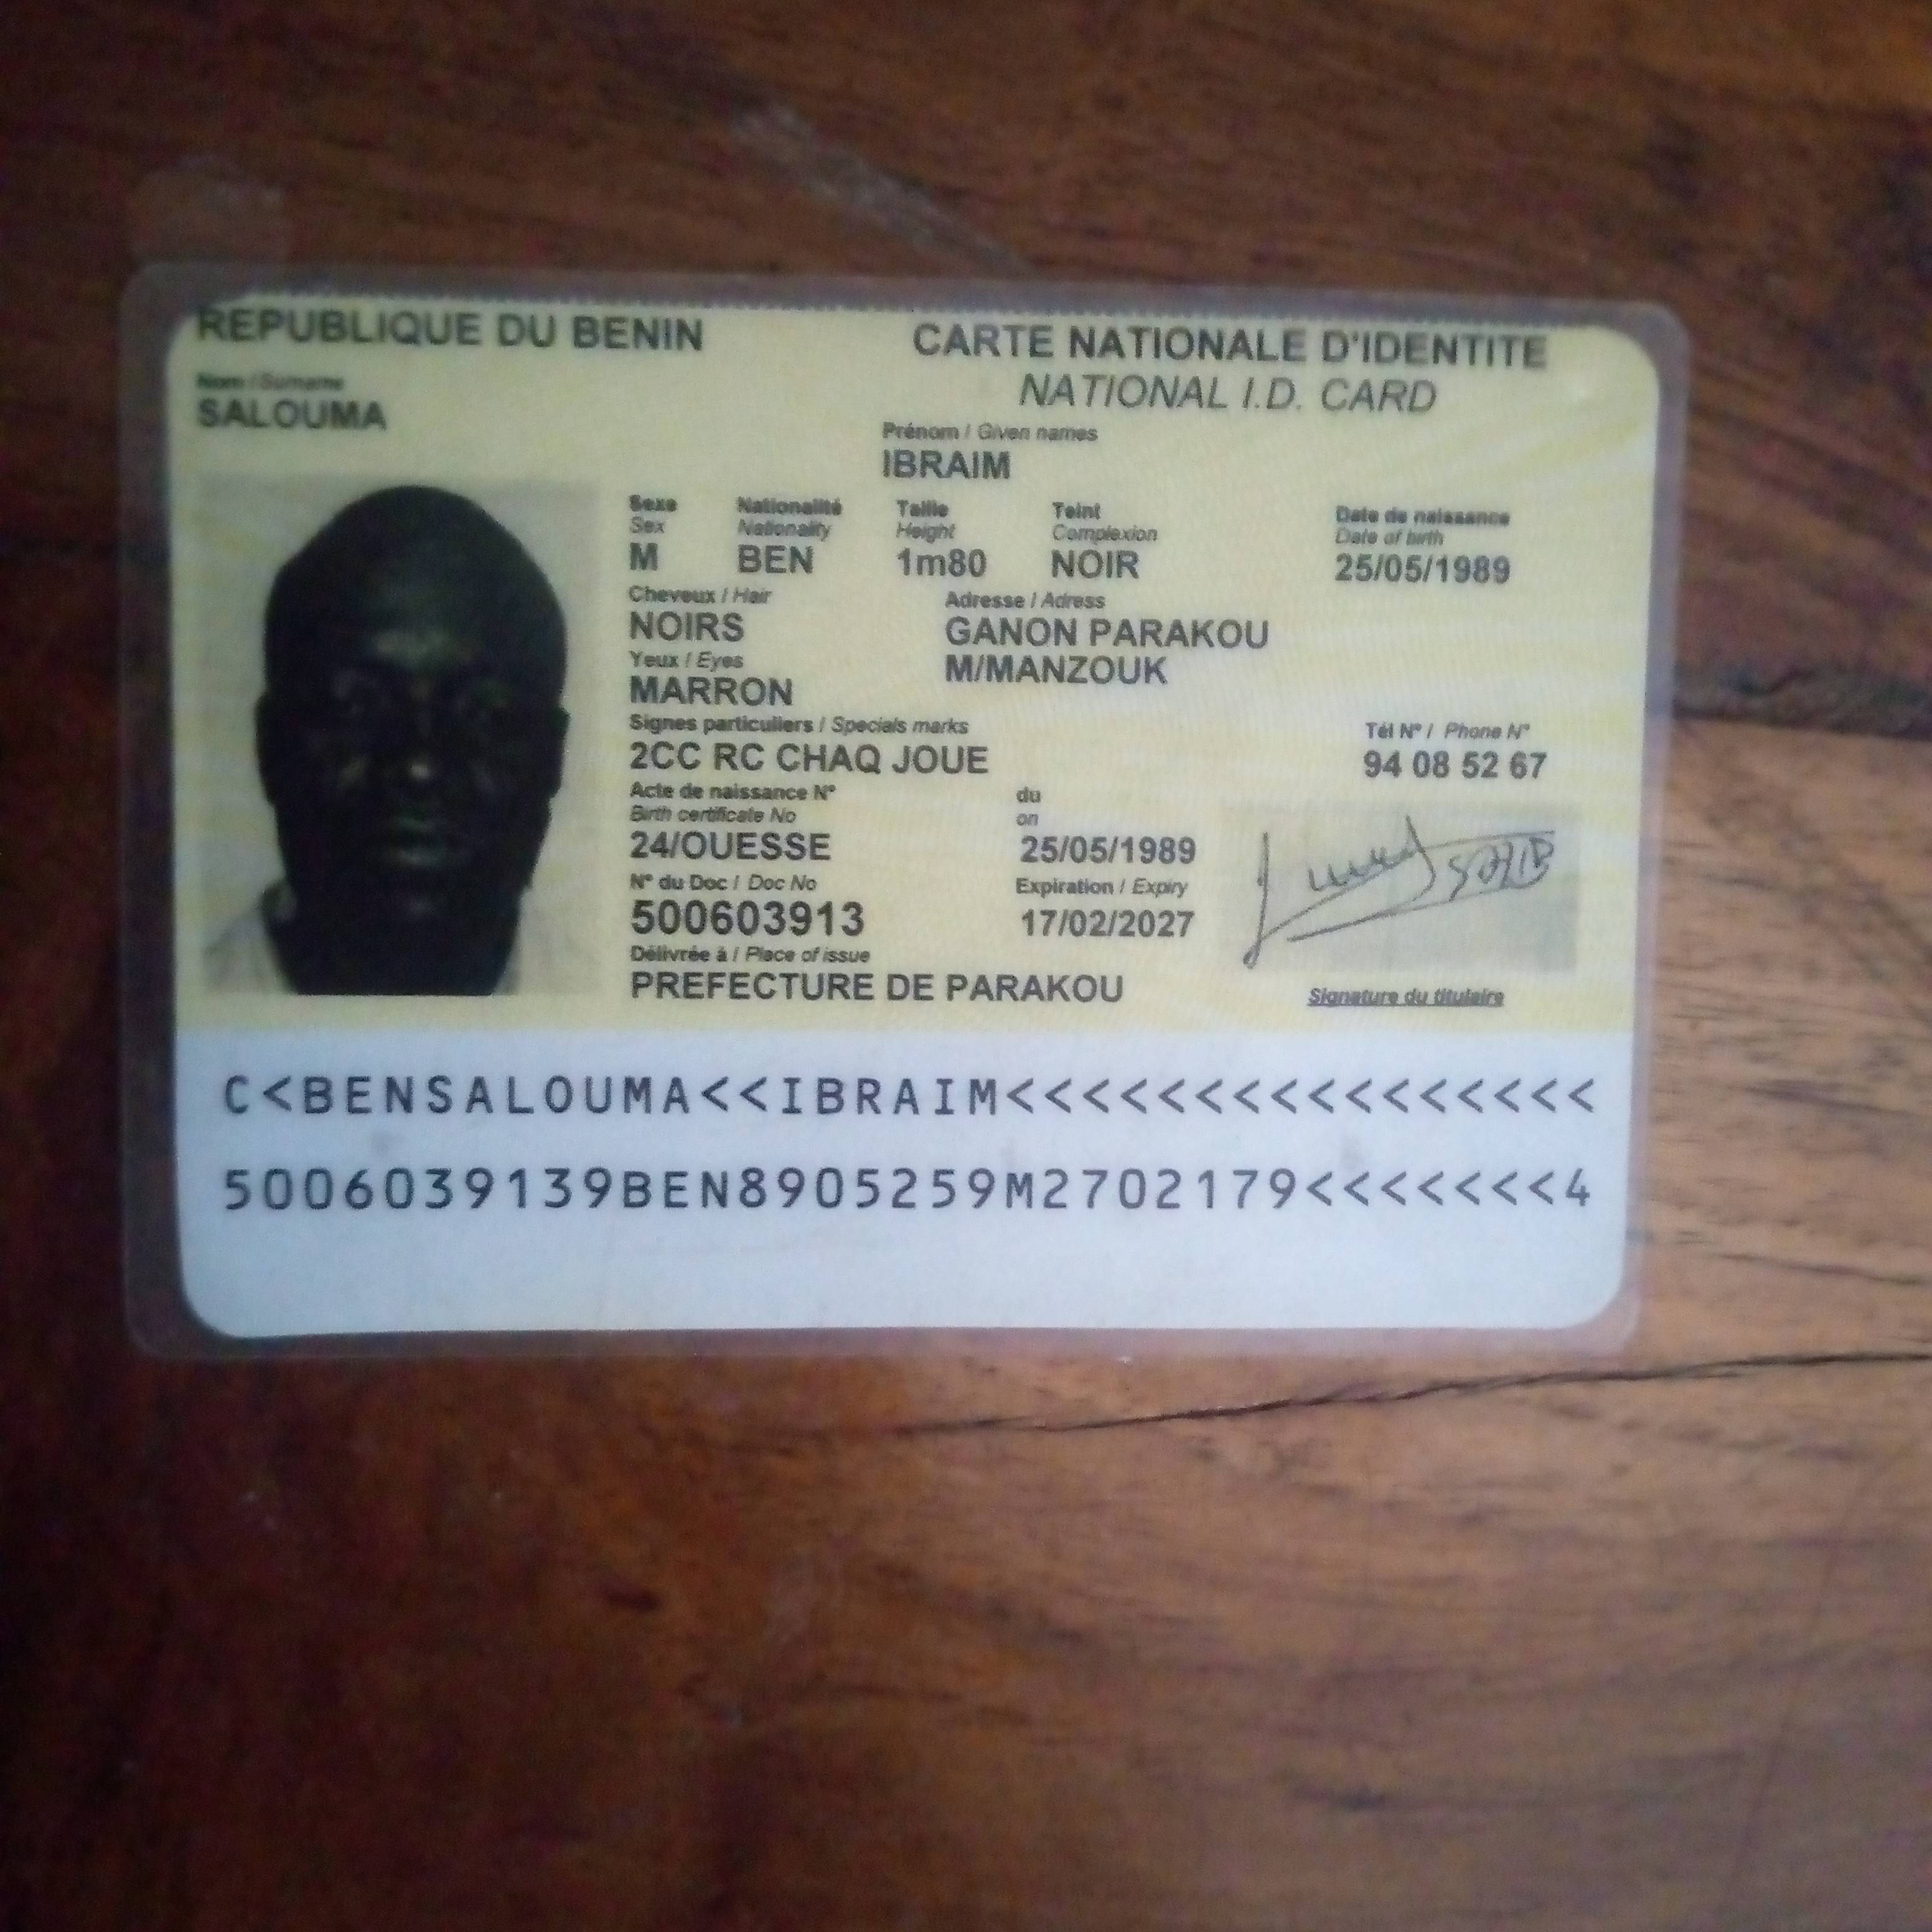 REPUBLIQUE DU BENIN
CARTE NATIONALE D'IDENTITE
NATIONAL I.D. CARD
Nom / Surname
SALOUMA
Prénom / Given names
IBRAIM
Sexe Nationalité Taille Teint Date de naissance
Sex Nationality Height Complexion Date of birth
M BEN 1m80 NOIR 25/05/1989
Cheveux / Hair Adresse / Adress
NOIRS GANON PARAKOU
Yeux / Eyes M/MANZOUK
MARRON
Signes particuliers / Specials marks Tél N° / Phone N°
2CC RC CHAQ JOUE 94 08 52 67
Acte de naissance N° du
Birth certificate No on
24/OUESSE 25/05/1989
N° du Doc / Doc No Expiration / Expiry
500603913 17/02/2027
Délivrée à / Place of issue
PREFECTURE DE PARAKOU
Signature du titulaire
C<BENSALOUMA<<IBRAIM<<<<<<<<<<<<<<<<
5006039139BEN8905259M2702179<<<<<<<4